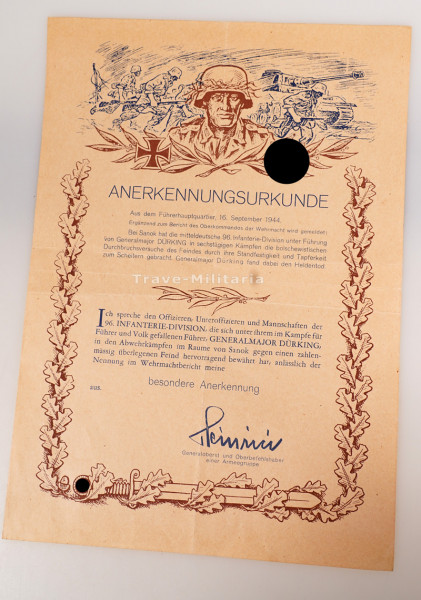 ANERKENNUNGSURKUNDE
Aus dem Führerhauptquartier, 16. September 1944
Ergänzend zum Bericht des Oberkommandos der Wehrmacht wird gemeldet:
Bei Sanok hat die mitteldeutsche 96. Infanterie-Division unter Führung
von Generalmajor DÜRKING in sechstägigen Kämpfen die bolschewistischen
Durchbruchsversuche des Feindes durch ihre Standfestigkeit und Tapferkeit
zum Scheitern gebracht. Generalmajor Dürking fand dabei den Heldentod.
Trave-Militaria
Ich spreche den Offizieren, Unteroffizieren und Mannschaften der
96. INFANTERIE-DIVISION, die sich unter ihrem im Kampfe für
Führer und Volk gefallenen Führer, GENERALMAJOR DÜRKING,
in den Abwehrkämpfen im Raume von Sanok gegen einen zahlen-
mässig überlegenen Feind hervorragend bewährt hat, anlässlich der
Nennung im Wehrmachtbericht meine
besondere Anerkennung
aus.
Generaloberst und Oberbefehlshaber
einer Armeegruppe